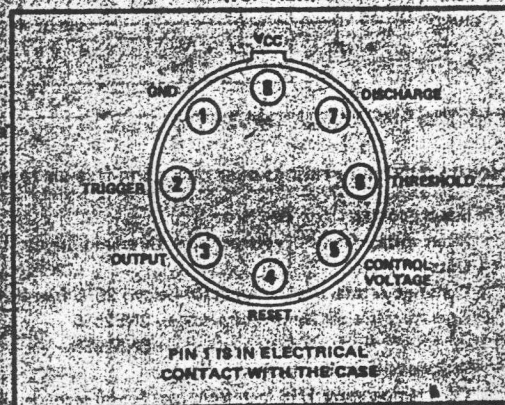 VCC
GND
8
DISCHARGE
1
7
TRIGGER
2
6
THRESHOLD
3
5
OUTPUT
4
CONTROL
VOLTAGE
RESET
PIN 1 IS IN ELECTRICAL
CONTACT WITH THE CASE